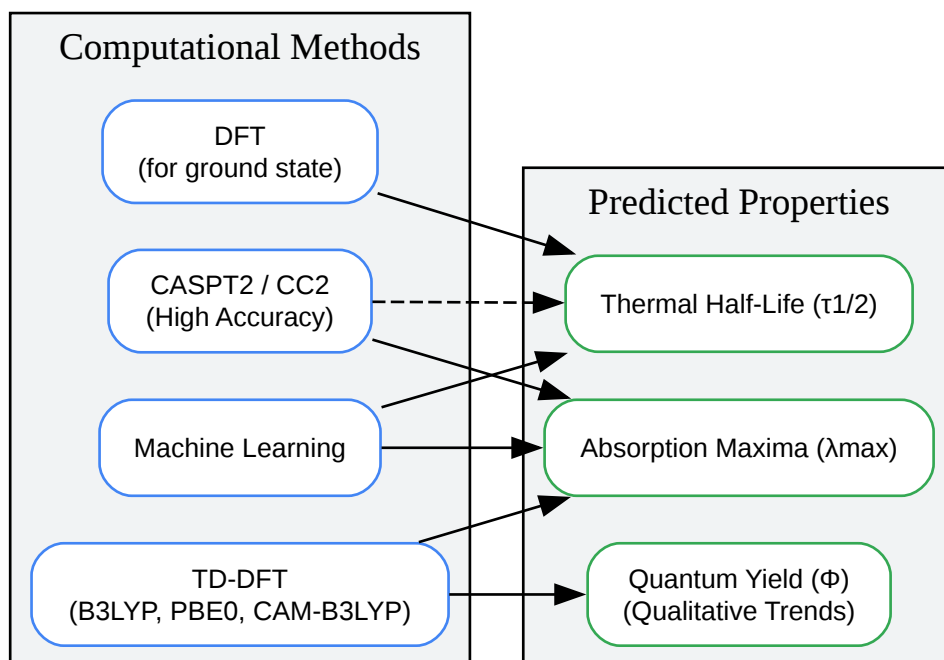 Computational Methods
DFT
(for ground state)
CASPT2 / CC2
(High Accuracy)
Machine Learning
TD-DFT
(B3LYP, PBE0, CAM-B3LYP)
Predicted Properties
Thermal Half-Life (τ1/2)
Absorption Maxima (λmax)
Quantum Yield (Φ)
(Qualitative Trends)